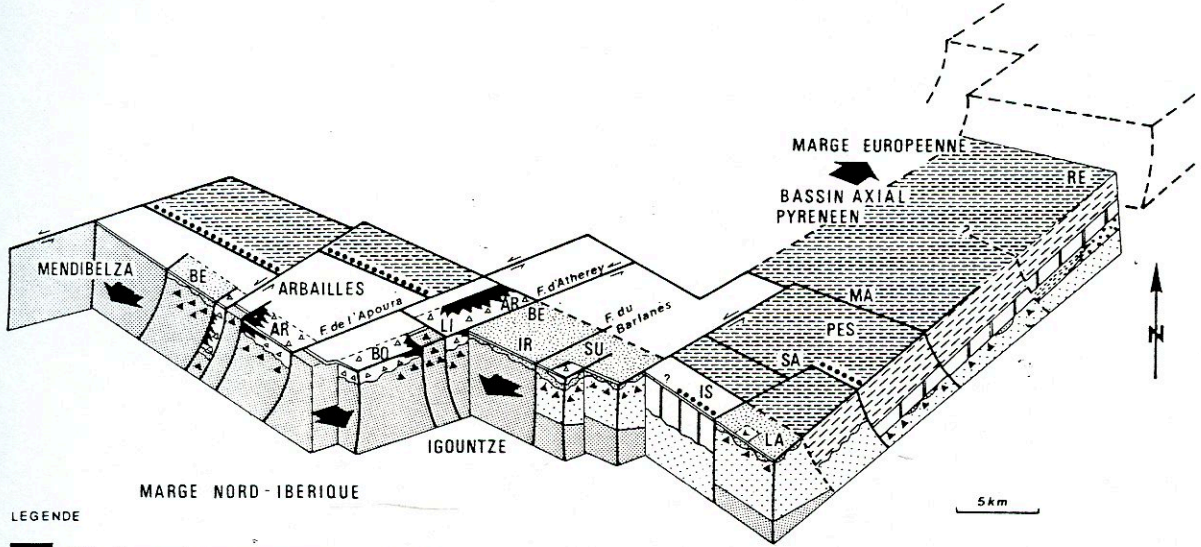 MARGE EUROPEENNE
RE
BASSIN AXIAL
PYRENEEN
?
MENDIBELZA
BE
ARBAILLES
F. de l'Apoura
AR
BO
LI
AR
F. d'Atherey
BE
F. du
Barlanes
IR
SU
MA
PES
SA
?
IS
LA
IGOUNTZE
MARGE NORD-IBERIQUE
5km
N
LEGENDE